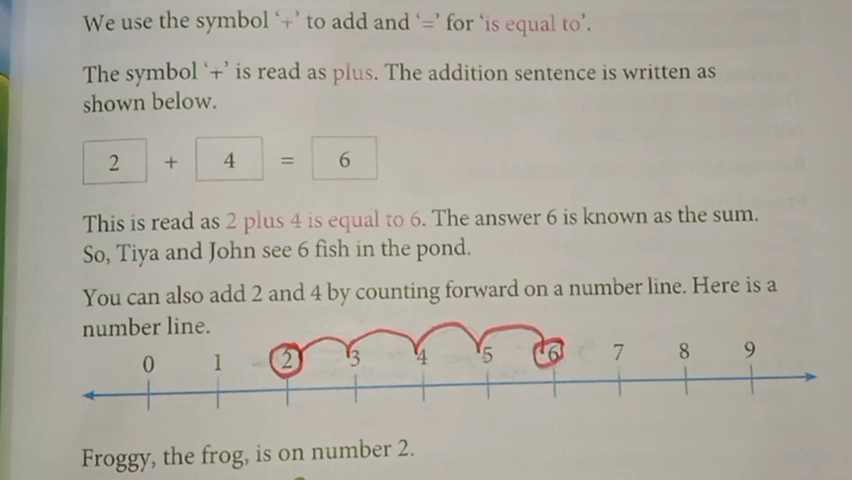 We use the symbol ‘+’ to add and ‘=’ for ‘is equal to’.
The symbol ‘+’ is read as plus. The addition sentence is written as
shown below.
2 + 4 = 6
This is read as 2 plus 4 is equal to 6. The answer 6 is known as the sum.
So, Tiya and John see 6 fish in the pond.
You can also add 2 and 4 by counting forward on a number line. Here is a
number line.
0 1 2 3 4 5 6 7 8 9
Froggy, the frog, is on number 2.